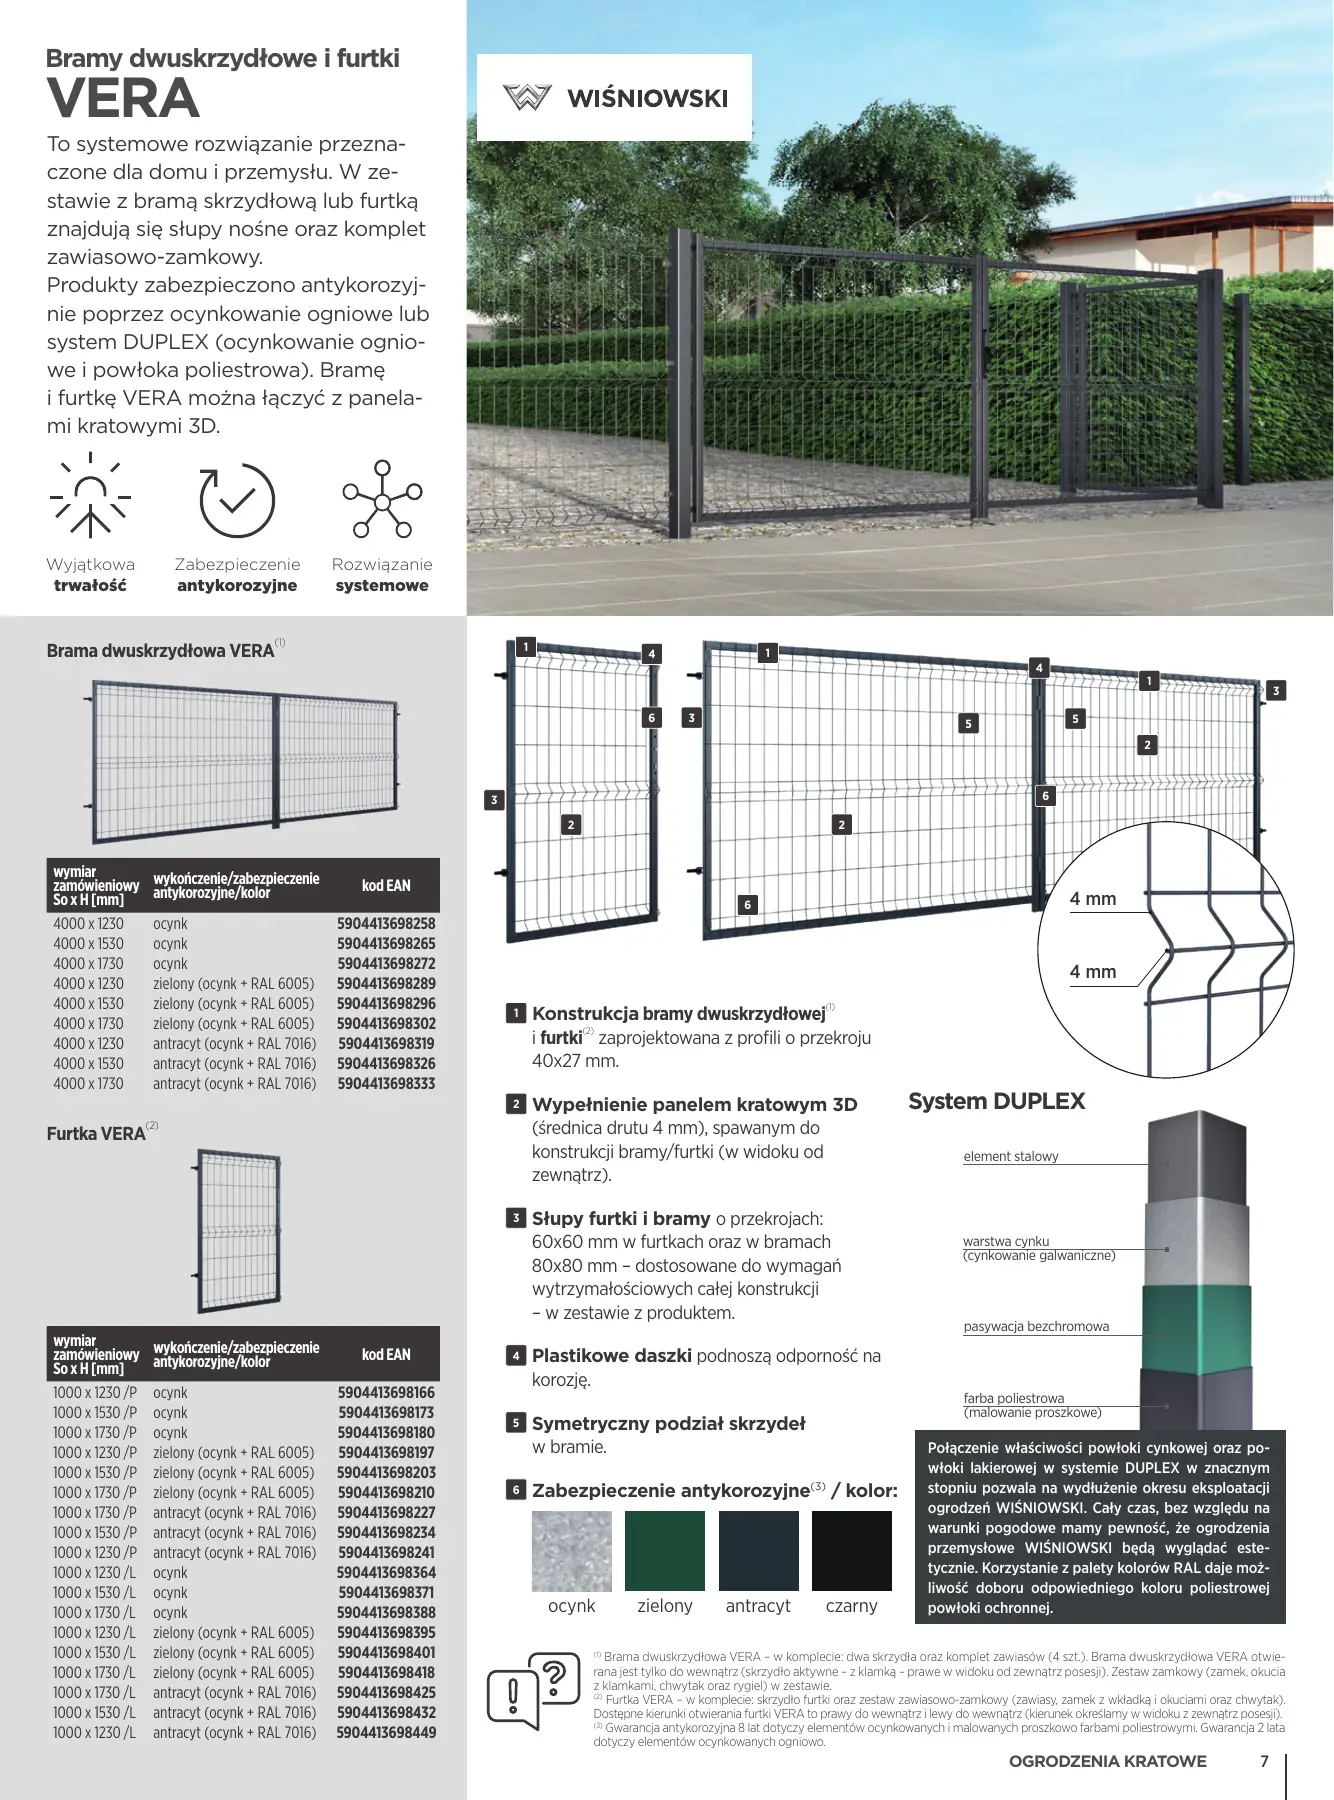 Bramy dwuskrzydłowe i furtki
VERA
To systemowe rozwiązanie przezna-
czone dla domu i przemysłu. W ze-
stawie z bramą skrzydłową lub furtką
znajdują się słupy nośne oraz komplet
zawiasowo-zamkowy.
Produkty zabezpieczono antykorozyj-
nie poprzez ocynkowanie ogniowe lub
system DUPLEX (ocynkowanie ognio-
we i powłoka poliestrowa). Bramę
i furtkę VERA można łączyć z panela-
mi kratowymi 3D.
Wyjątkowa
trwałość
Zabezpieczenie
antykorozyjne
Rozwiązanie
systemowe
WIŚNIOWSKI
Brama dwuskrzydłowa VERA(1)
wymiar
zamówieniowy
So x H [mm]
wykończenie/zabezpieczenie
antykorozyjne/kolor
kod EAN
4000 x 1230 ocynk 5904413698258
4000 x 1530 ocynk 5904413698265
4000 x 1730 ocynk 5904413698272
4000 x 1230 zielony (ocynk + RAL 6005) 5904413698289
4000 x 1530 zielony (ocynk + RAL 6005) 5904413698296
4000 x 1730 zielony (ocynk + RAL 6005) 5904413698302
4000 x 1230 antracyt (ocynk + RAL 7016) 5904413698319
4000 x 1530 antracyt (ocynk + RAL 7016) 5904413698326
4000 x 1730 antracyt (ocynk + RAL 7016) 5904413698333
Furtka VERA(2)
wymiar
zamówieniowy
So x H [mm]
wykończenie/zabezpieczenie
antykorozyjne/kolor
kod EAN
1000 x 1230 /P ocynk 5904413698166
1000 x 1530 /P ocynk 5904413698173
1000 x 1730 /P ocynk 5904413698180
1000 x 1230 /P zielony (ocynk + RAL 6005) 5904413698197
1000 x 1530 /P zielony (ocynk + RAL 6005) 5904413698203
1000 x 1730 /P zielony (ocynk + RAL 6005) 5904413698210
1000 x 1730 /P antracyt (ocynk + RAL 7016) 5904413698227
1000 x 1530 /P antracyt (ocynk + RAL 7016) 5904413698234
1000 x 1230 /P antracyt (ocynk + RAL 7016) 5904413698241
1000 x 1230 /L ocynk 5904413698364
1000 x 1530 /L ocynk 5904413698371
1000 x 1730 /L ocynk 5904413698388
1000 x 1230 /L zielony (ocynk + RAL 6005) 5904413698395
1000 x 1530 /L zielony (ocynk + RAL 6005) 5904413698401
1000 x 1730 /L zielony (ocynk + RAL 6005) 5904413698418
1000 x 1730 /L antracyt (ocynk + RAL 7016) 5904413698425
1000 x 1530 /L antracyt (ocynk + RAL 7016) 5904413698432
1000 x 1230 /L antracyt (ocynk + RAL 7016) 5904413698449
1
4
6
3
2
1
3
4
1
3
5
5
2
6
2
6
4 mm
4 mm
1 Konstrukcja bramy dwuskrzydłowej(1)
i furtki(2) zaprojektowana z profili o przekroju
40x27 mm.
2 Wypełnienie panelem kratowym 3D
(średnica drutu 4 mm), spawanym do
konstrukcji bramy/furtki (w widoku od
zewnątrz).
3 Słupy furtki i bramy o przekrojach:
60x60 mm w furtkach oraz w bramach
80x80 mm – dostosowane do wymagań
wytrzymałościowych całej konstrukcji
– w zestawie z produktem.
4 Plastikowe daszki podnoszą odporność na
korozję.
5 Symetryczny podział skrzydeł
w bramie.
6 Zabezpieczenie antykorozyjne(3) / kolor:
ocynk zielony antracyt czarny
System DUPLEX
element stalowy
warstwa cynku
(cynkowanie galwaniczne)
pasywacja bezchromowa
farba poliestrowa
(malowanie proszkowe)
Połączenie właściwości powłoki cynkowej oraz po-
włoki lakierowej w systemie DUPLEX w znacznym
stopniu pozwala na wydłużenie okresu eksploatacji
ogrodzeń WIŚNIOWSKI. Cały czas, bez względu na
warunki pogodowe mamy pewność, że ogrodzenia
przemysłowe WIŚNIOWSKI będą wyglądać este-
tycznie. Korzystanie z palety kolorów RAL daje moż-
liwość doboru odpowiedniego koloru poliestrowej
powłoki ochronnej.
(1) Brama dwuskrzydłowa VERA – w komplecie: dwa skrzydła oraz komplet zawiasów (4 szt.). Brama dwuskrzydłowa VERA otwie-
rana jest tylko do wewnątrz (skrzydło aktywne – z klamką – prawe w widoku od zewnątrz posesji). Zestaw zamkowy (zamek, okucia
z klamkami, chwytak oraz rygiel) w zestawie.
(2) Furtka VERA – w komplecie: skrzydło furtki oraz zestaw zawiasowo-zamkowy (zawiasy, zamek z wkładką i okuciami oraz chwytak).
Dostępne kierunki otwierania furtki VERA to prawy do wewnątrz i lewy do wewnątrz (kierunek określamy w widoku z zewnątrz posesji).
(3) Gwarancja antykorozyjna 8 lat dotyczy elementów ocynkowanych i malowanych proszkowo farbami poliestrowymi. Gwarancja 2 lata
dotyczy elementów ocynkowanych ogniowo.
OGRODZENIA KRATOWE 7